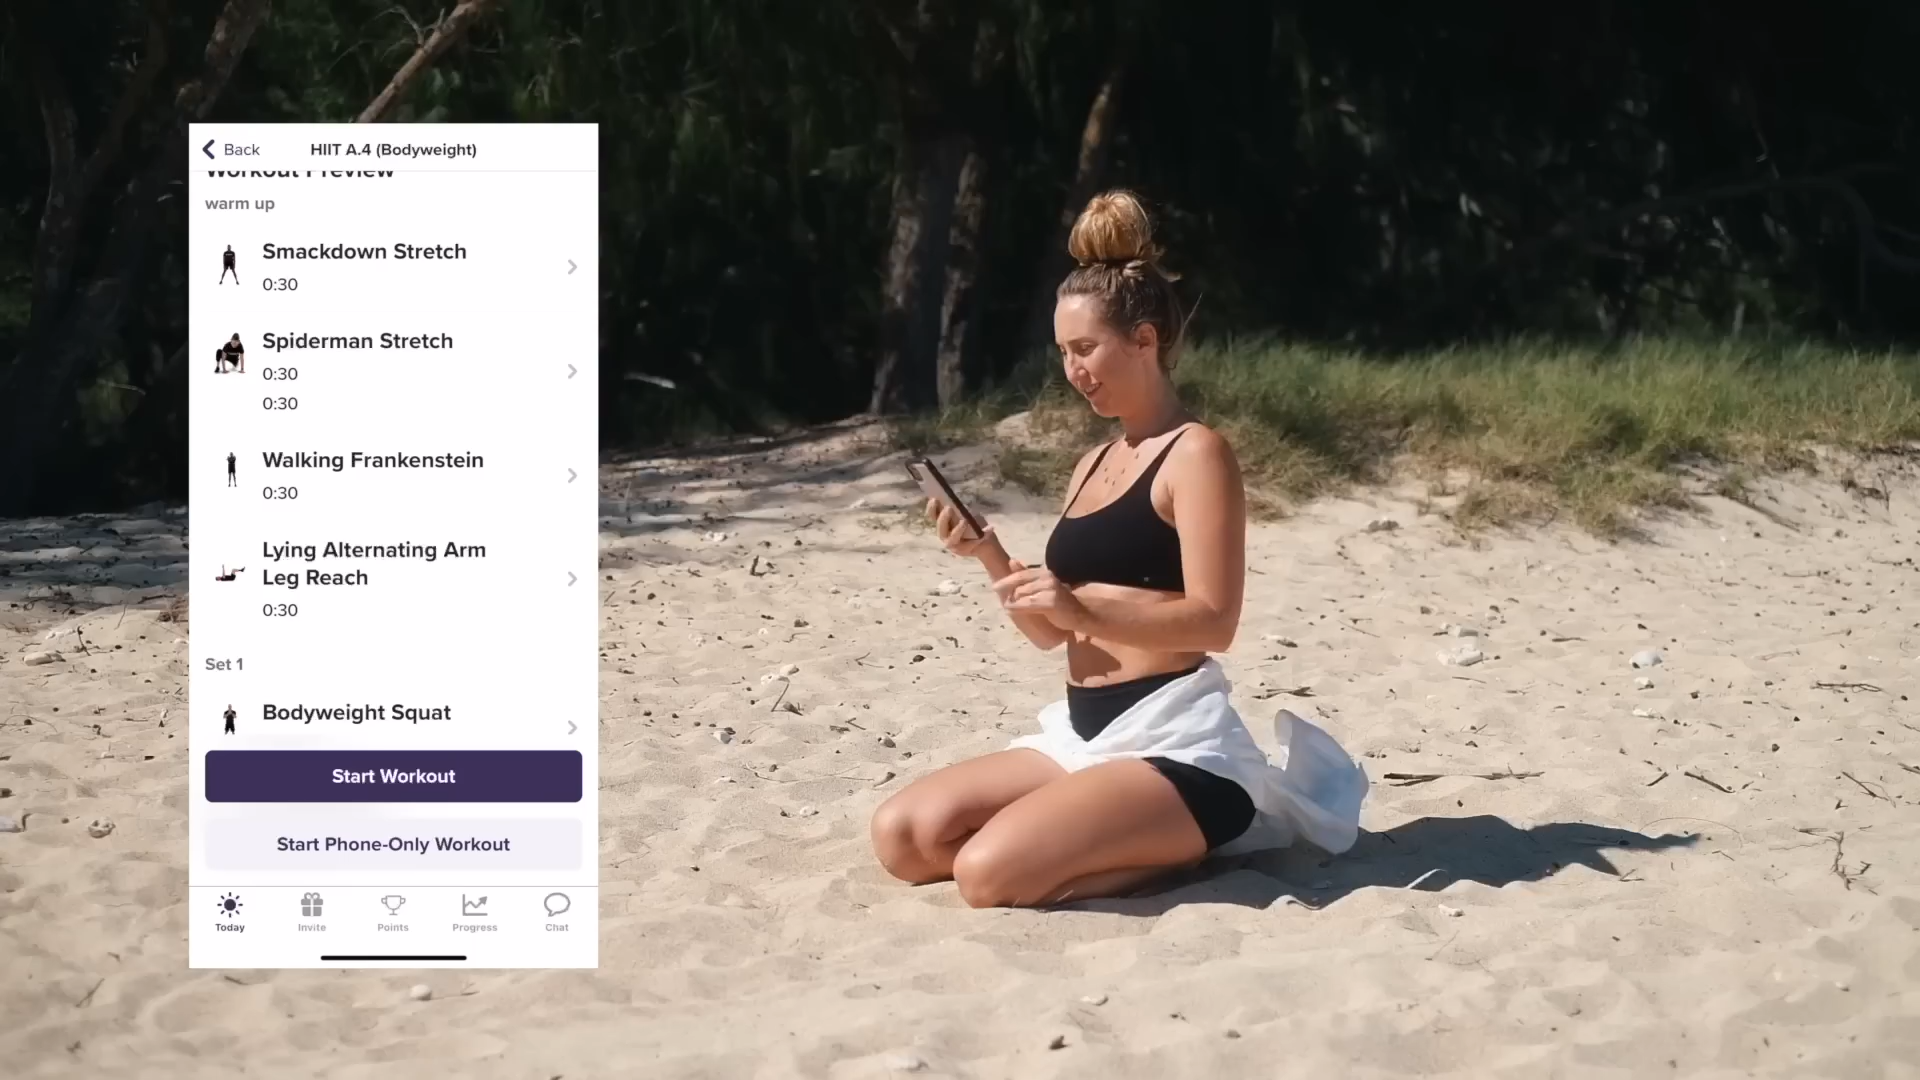 Back
HIIT A.4 (Bodyweight)
Workout Preview
warm up
Smackdown Stretch
0:30
Spiderman Stretch
0:30
0:30
Walking Frankenstein
0:30
Lying Alternating Arm
Leg Reach
0:30
Set 1
Bodyweight Squat
Start Workout
Start Phone-Only Workout
Today
Invite
Points
Progress
Chat